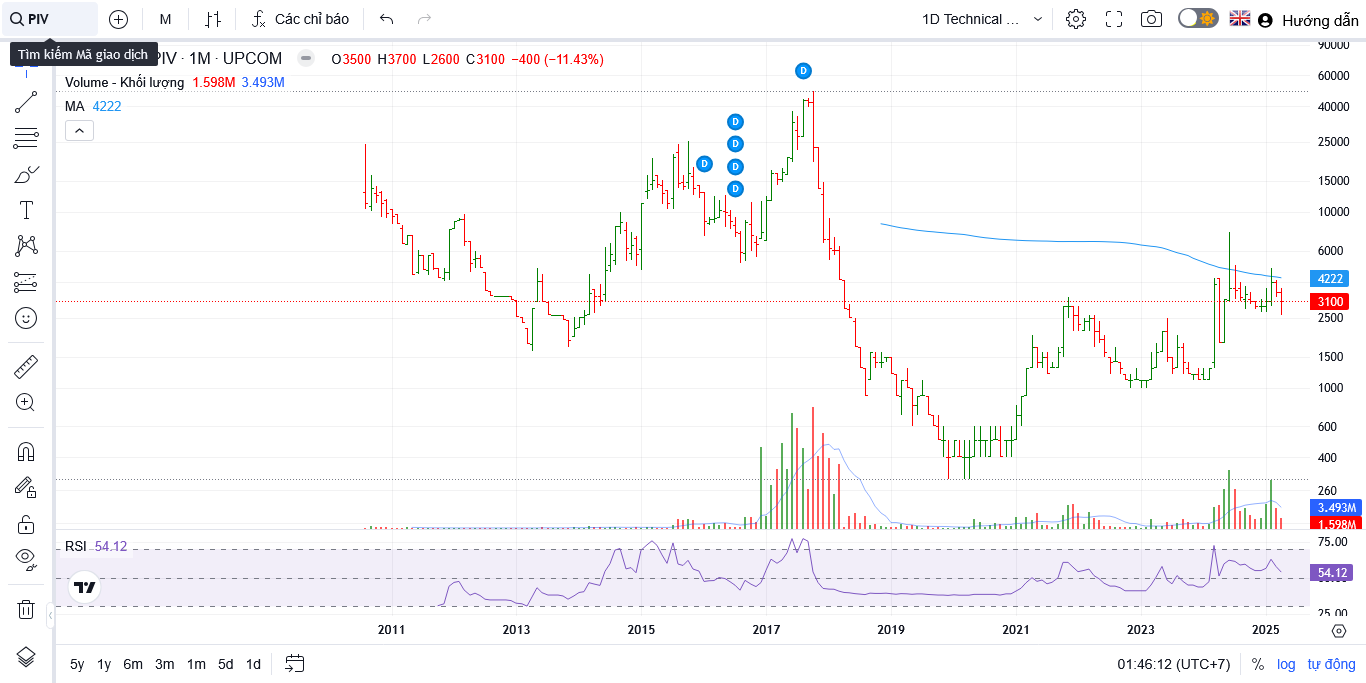 PIV
M
Các chỉ báo
1D Technical ...
Hướng dẫn
Tìm kiếm Mã giao dịch
PIV · 1M · UPCOM
O3500 H3700 L2600 C3100 −400 (−11.43%)
Volume - Khối lượng 1.598M 3.493M
MA 4222
D
D
D
D
D
D
90000
60000
40000
25000
15000
10000
6000
4222
3100
2500
1500
1000
600
400
260
3.493M
1.598M
RSI 54.12
75.00
54.12
25.00
2011 2013 2015 2017 2019 2021 2023 2025
5y 1y 6m 3m 1m 5d 1d
01:46:12 (UTC+7) % log tự động